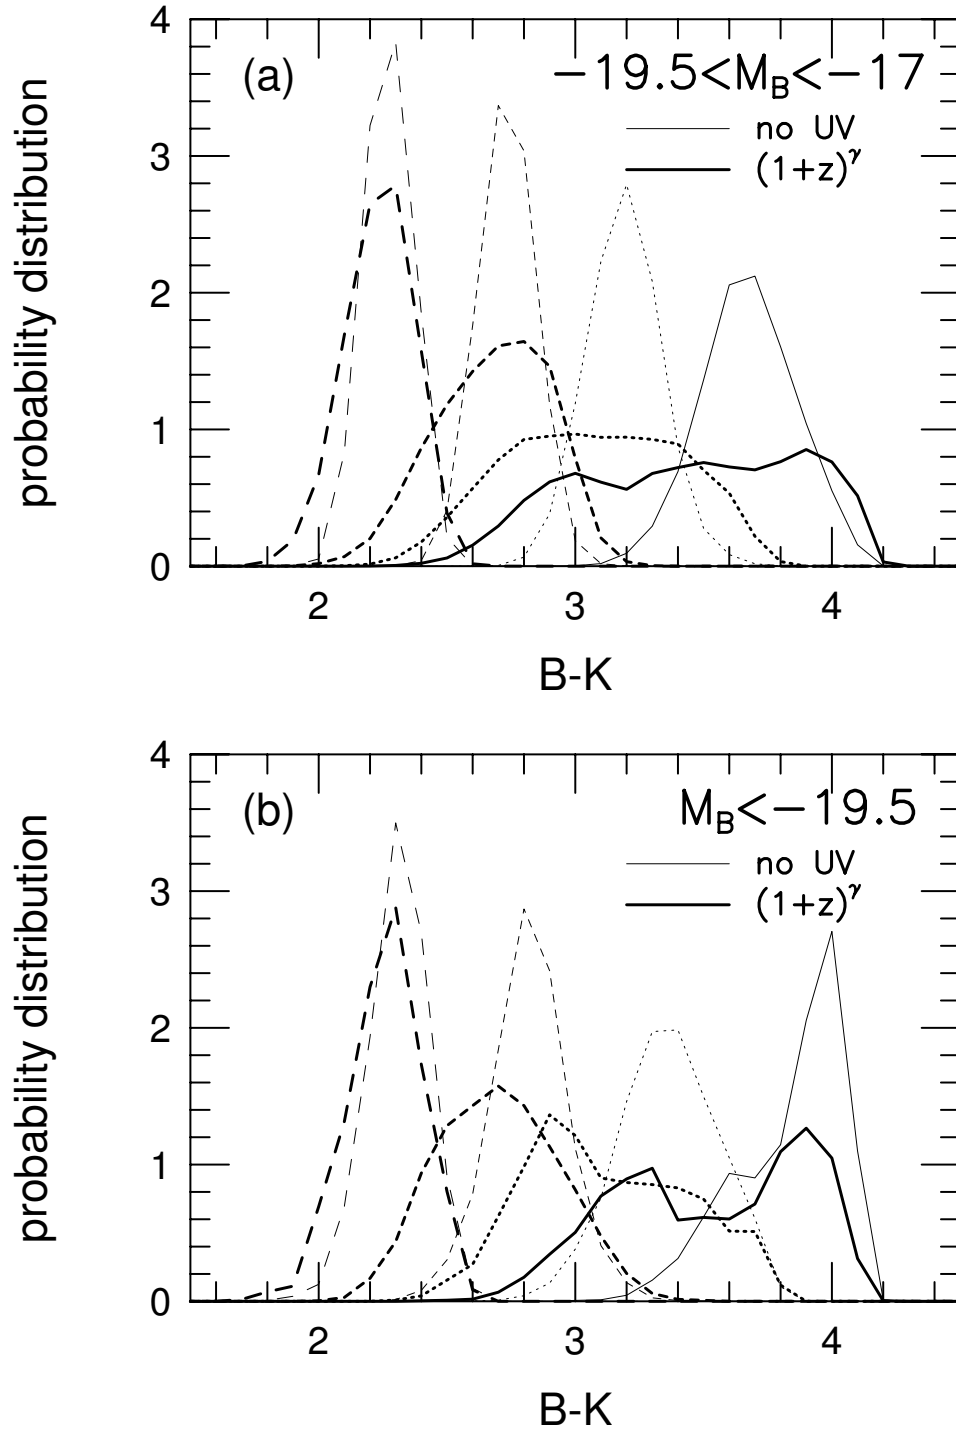 4
(a)
−19.5<M_B<−17
no UV
(1+z)^γ
3
2
1
0
probability distribution
2 3 4
B-K
4
(b)
M_B<−19.5
no UV
(1+z)^γ
3
2
1
0
probability distribution
2 3 4
B-K